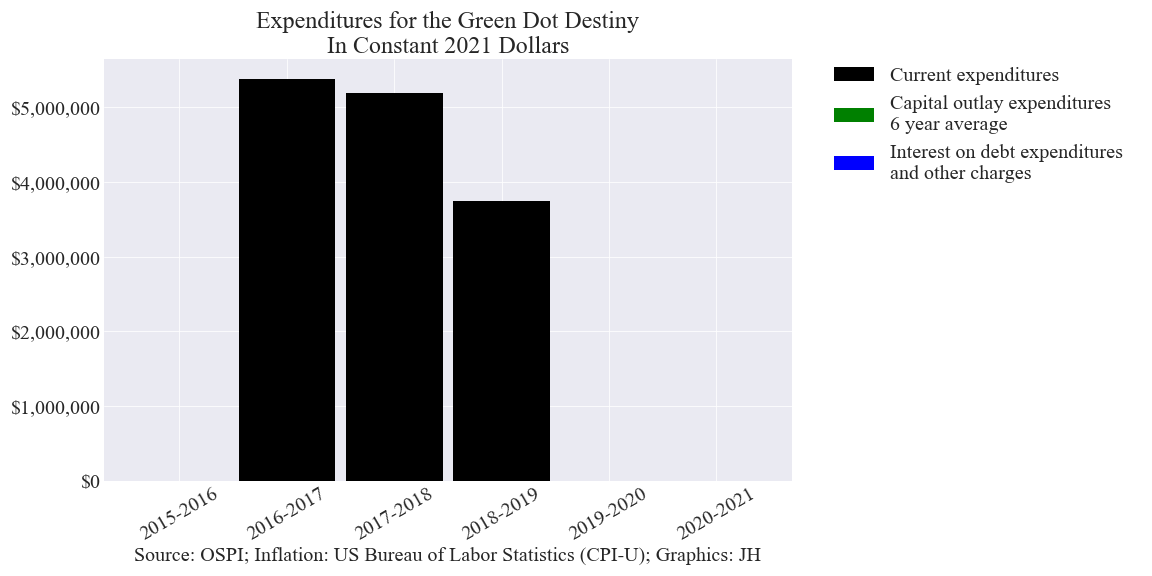 Expenditures for the Green Dot Destiny
In Constant 2021 Dollars
$5,000,000
$4,000,000
$3,000,000
$2,000,000
$1,000,000
$0
2015-2016
2016-2017
2017-2018
2018-2019
2019-2020
2020-2021
Source: OSPI; Inflation: US Bureau of Labor Statistics (CPI-U); Graphics: JH
Current expenditures
Capital outlay expenditures
6 year average
Interest on debt expenditures
and other charges